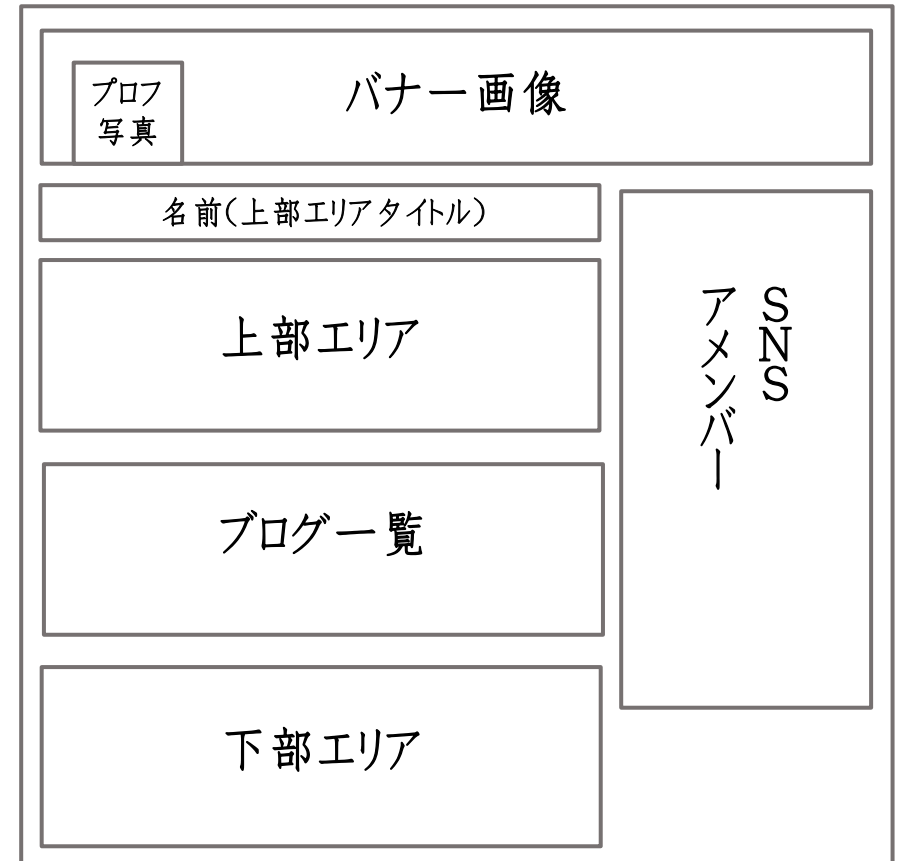 プロフ
写真
バナー画像
名前(上部エリアタイトル)
上部エリア
SNS
アメンバー
ブログ一覧
下部エリア